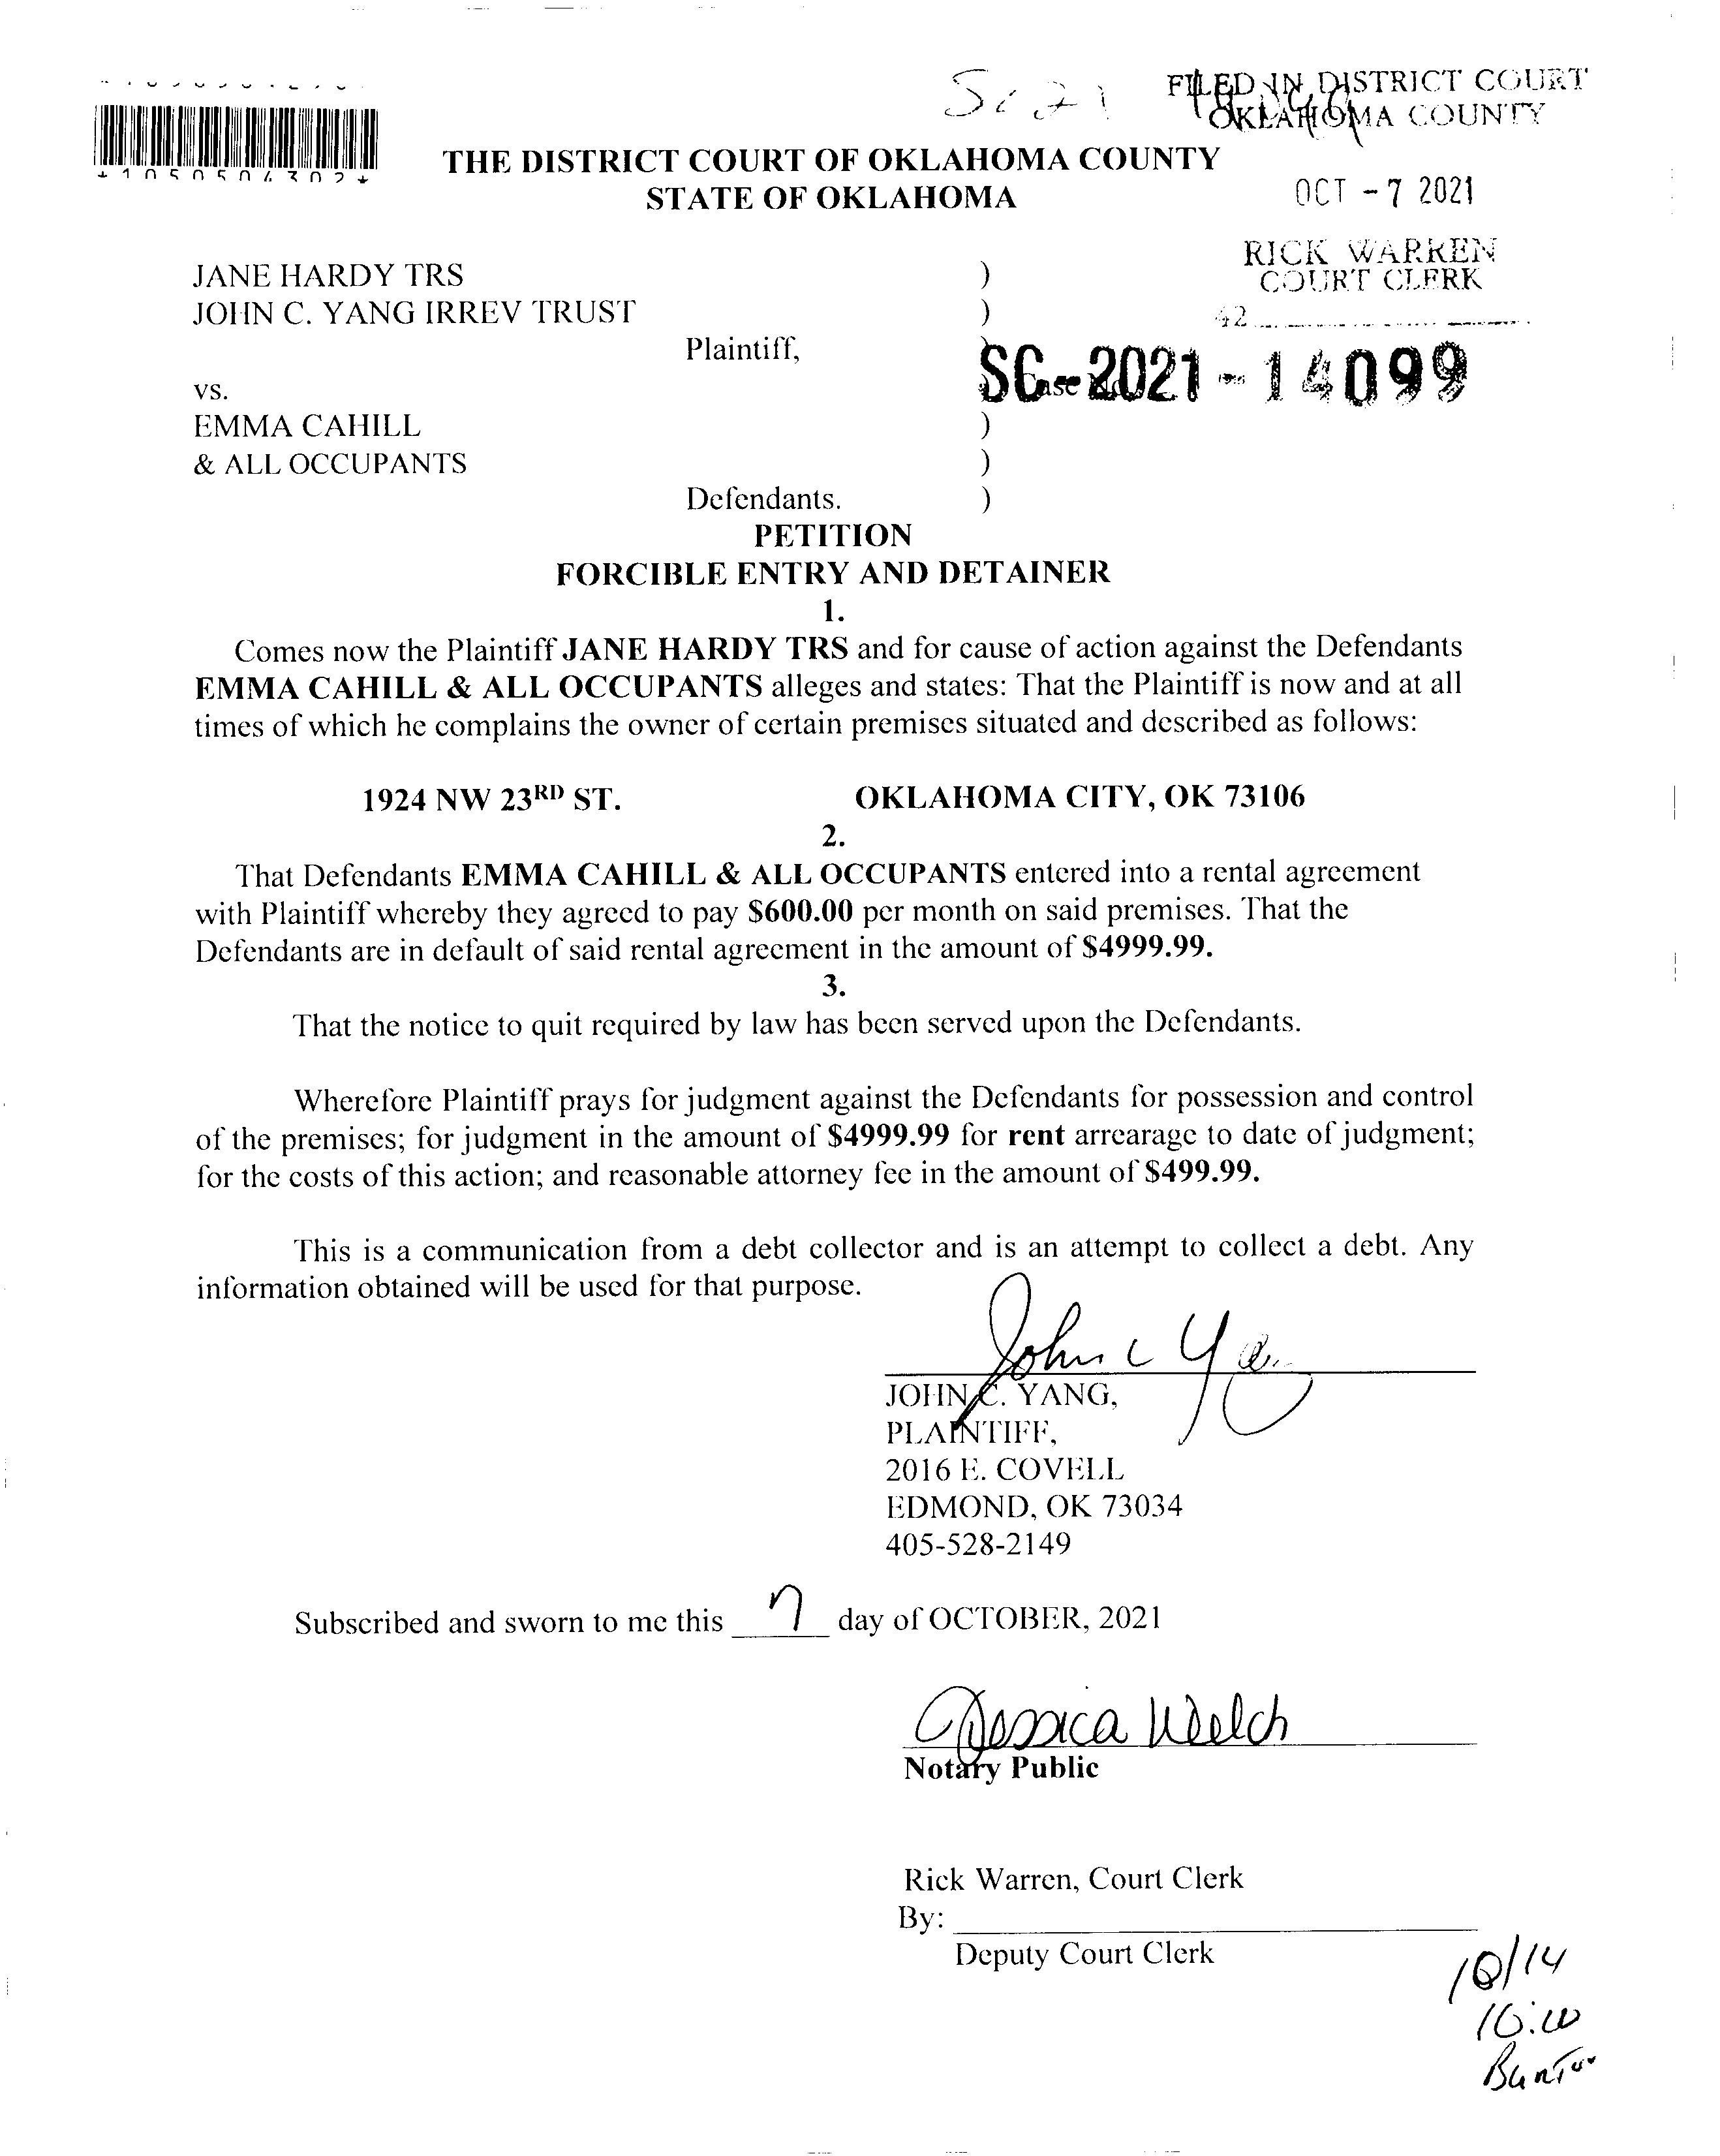 FILED IN DISTRICT COURT
OKLAHOMA COUNTY
THE DISTRICT COURT OF OKLAHOMA COUNTY
STATE OF OKLAHOMA
OCT - 7 2021
RICK WARREN
COURT CLERK
42
JANE HARDY TRS )
JOHN C. YANG IRREV TRUST )
Plaintiff, )
SC-2021-14099
vs.
EMMA CAHILL )
& ALL OCCUPANTS )
Defendants. )
PETITION
FORCIBLE ENTRY AND DETAINER
1.
Comes now the Plaintiff JANE HARDY TRS and for cause of action against the Defendants
EMMA CAHILL & ALL OCCUPANTS alleges and states: That the Plaintiff is now and at all
times of which he complains the owner of certain premises situated and described as follows:
1924 NW 23RD ST. OKLAHOMA CITY, OK 73106
2.
That Defendants EMMA CAHILL & ALL OCCUPANTS entered into a rental agreement
with Plaintiff whereby they agreed to pay $600.00 per month on said premises. That the
Defendants are in default of said rental agreement in the amount of $4999.99.
3.
That the notice to quit required by law has been served upon the Defendants.
Wherefore Plaintiff prays for judgment against the Defendants for possession and control
of the premises; for judgment in the amount of $4999.99 for rent arrearage to date of judgment;
for the costs of this action; and reasonable attorney fee in the amount of $499.99.
This is a communication from a debt collector and is an attempt to collect a debt. Any
information obtained will be used for that purpose.
John C Yang
JOHN C. YANG,
PLAINTIFF,
2016 E. COVELL
EDMOND, OK 73034
405-528-2149
Subscribed and sworn to me this 7 day of OCTOBER, 2021
Jessica Welch
Notary Public
Rick Warren, Court Clerk
By:
Deputy Court Clerk
10/14